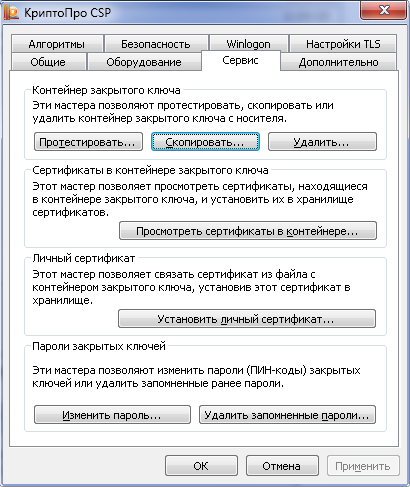 КриптоПро CSP
Алгоритмы Безопасность Winlogon Настройки TLS
Общие Оборудование Сервис Дополнительно
Контейнер закрытого ключа
Эти мастера позволяют протестировать, скопировать или
удалить контейнер закрытого ключа с носителя.
Протестировать... Скопировать... Удалить...
Сертификаты в контейнере закрытого ключа
Этот мастер позволяет просмотреть сертификаты, находящиеся
в контейнере закрытого ключа, и установить их в хранилище
сертификатов.
Просмотреть сертификаты в контейнере...
Личный сертификат
Этот мастер позволяет связать сертификат из файла с
контейнером закрытого ключа, установив этот сертификат в
хранилище.
Установить личный сертификат...
Пароли закрытых ключей
Эти мастера позволяют изменить пароли (ПИН-коды) закрытых
ключей или удалить запомненные ранее пароли.
Изменить пароль... Удалить запомненные пароли...
ОК Отмена Применить